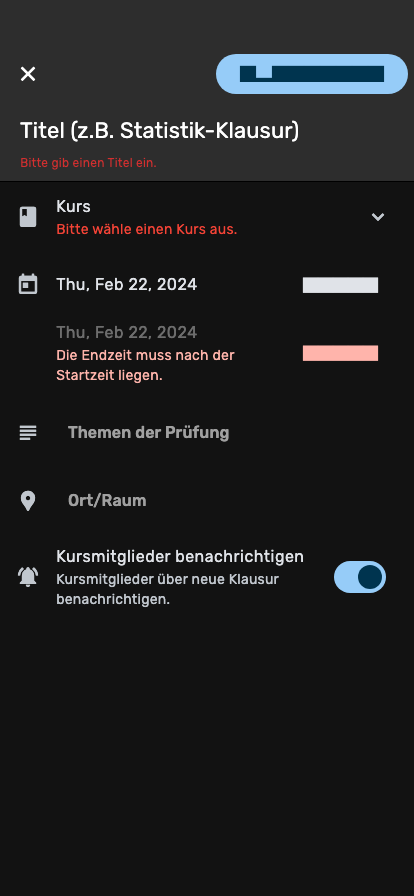 Titel (z.B. Statistik-Klausur)
Bitte gib einen Titel ein.
Kurs
Bitte wähle einen Kurs aus.
Thu, Feb 22, 2024
Thu, Feb 22, 2024
Die Endzeit muss nach der
Startzeit liegen.
Themen der Prüfung
Ort/Raum
Kursmitglieder benachrichtigen
Kursmitglieder über neue Klausur
benachrichtigen.